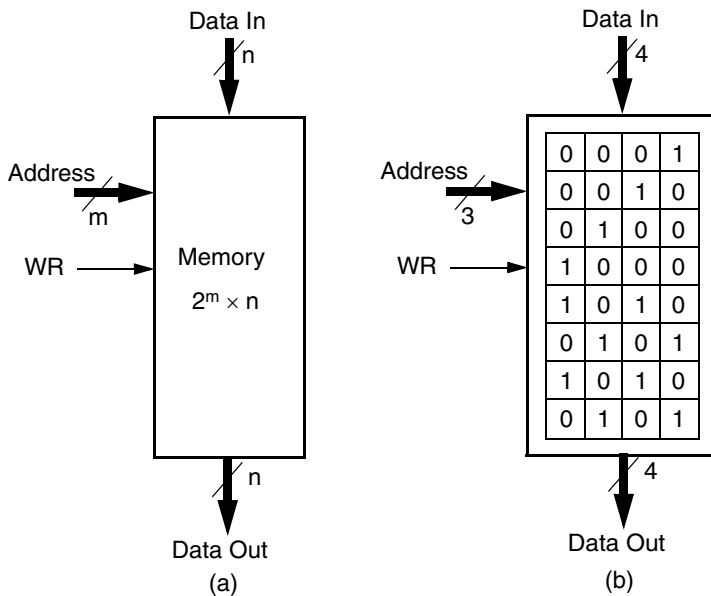 Data In
n
Address
m
WR
Memory
2ᵐ × n
n
Data Out
(a)
Data In
4
Address
3
WR
0 0 0 1
0 0 1 0
0 1 0 0
1 0 0 0
1 0 1 0
0 1 0 1
1 0 1 0
0 1 0 1
4
Data Out
(b)